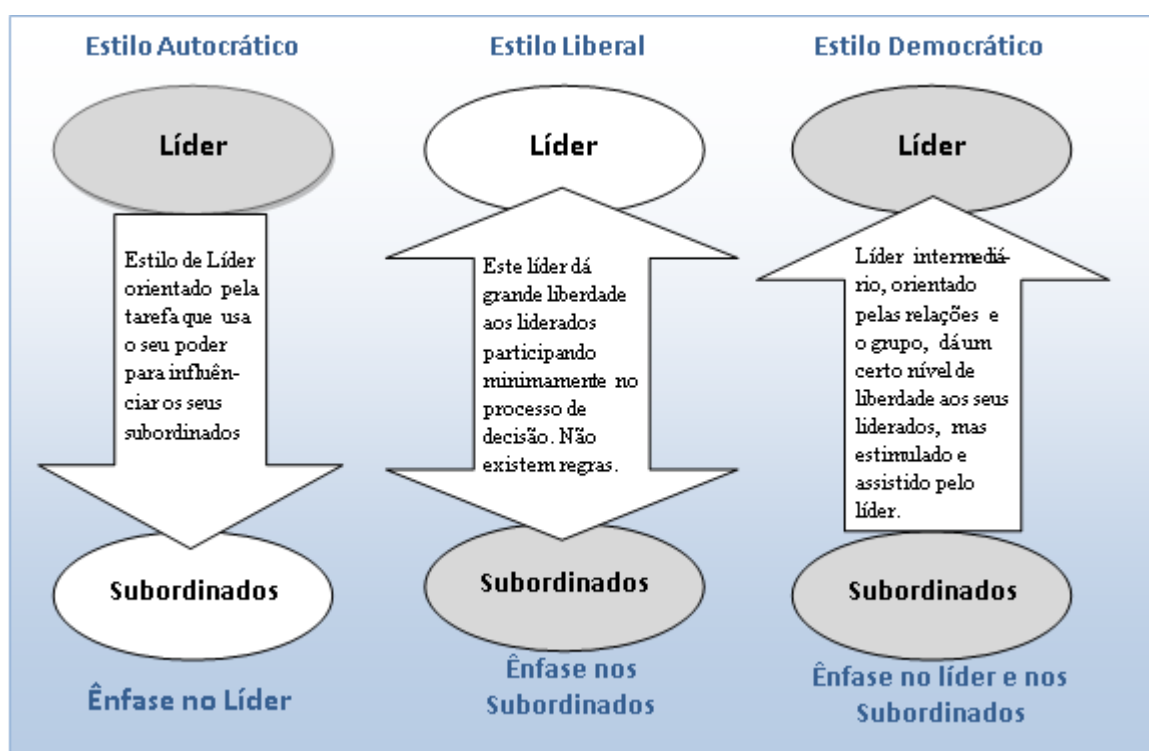 Estilo Autocrático
Líder
Estilo de Líder
orientado pela
tarefa que usa
o seu poder
para influên-
ciar os seus
subordinados
Subordinados
Ênfase no Líder
Estilo Liberal
Líder
Este líder dá
grande liberdade
aos liderados
participando
minimamente no
processo de
decisão. Não
existem regras.
Subordinados
Ênfase nos
Subordinados
Estilo Democrático
Líder
Líder intermediá-
rio, orientado
pelas relações e
o grupo, dá um
certo nível de
liberdade aos seus
liderados, mas
estimulado e
assistido pelo
líder.
Subordinados
Ênfase no líder e nos
Subordinados